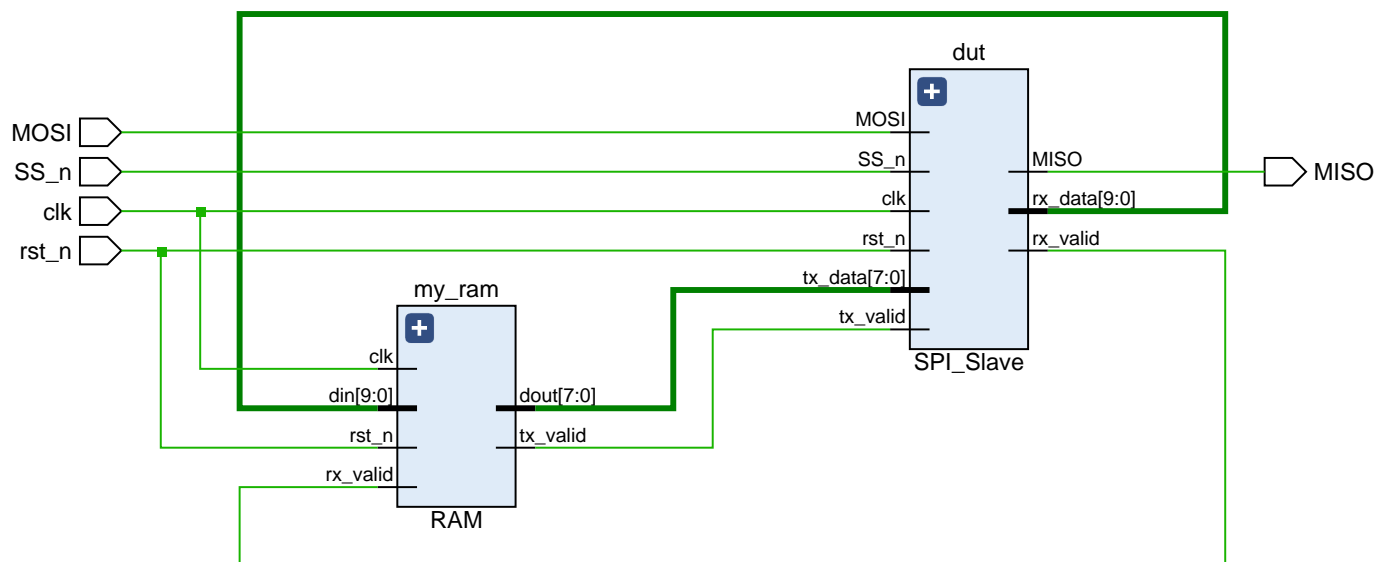 dut
MOSI
SS_n
clk
rst_n
MOSI
SS_n
clk
rst_n
tx_data[7:0]
tx_valid
MISO
rx_data[9:0]
rx_valid
SPI_Slave
MISO
my_ram
clk
din[9:0]
rst_n
rx_valid
dout[7:0]
tx_valid
RAM